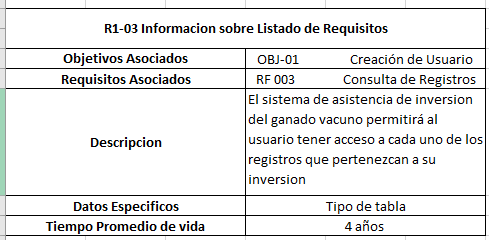 R1-03 Informacion sobre Listado de Requisitos
Objetivos Asociados OBJ-01 Creación de Usuario
Requisitos Asociados RF 003 Consulta de Registros
Descripcion
El sistema de asistencia de inversion
del ganado vacuno permitirá al
usuario tener acceso a cada uno de los
registros que pertenezcan a su
inversion
Datos Especificos Tipo de tabla
Tiempo Promedio de vida 4 años